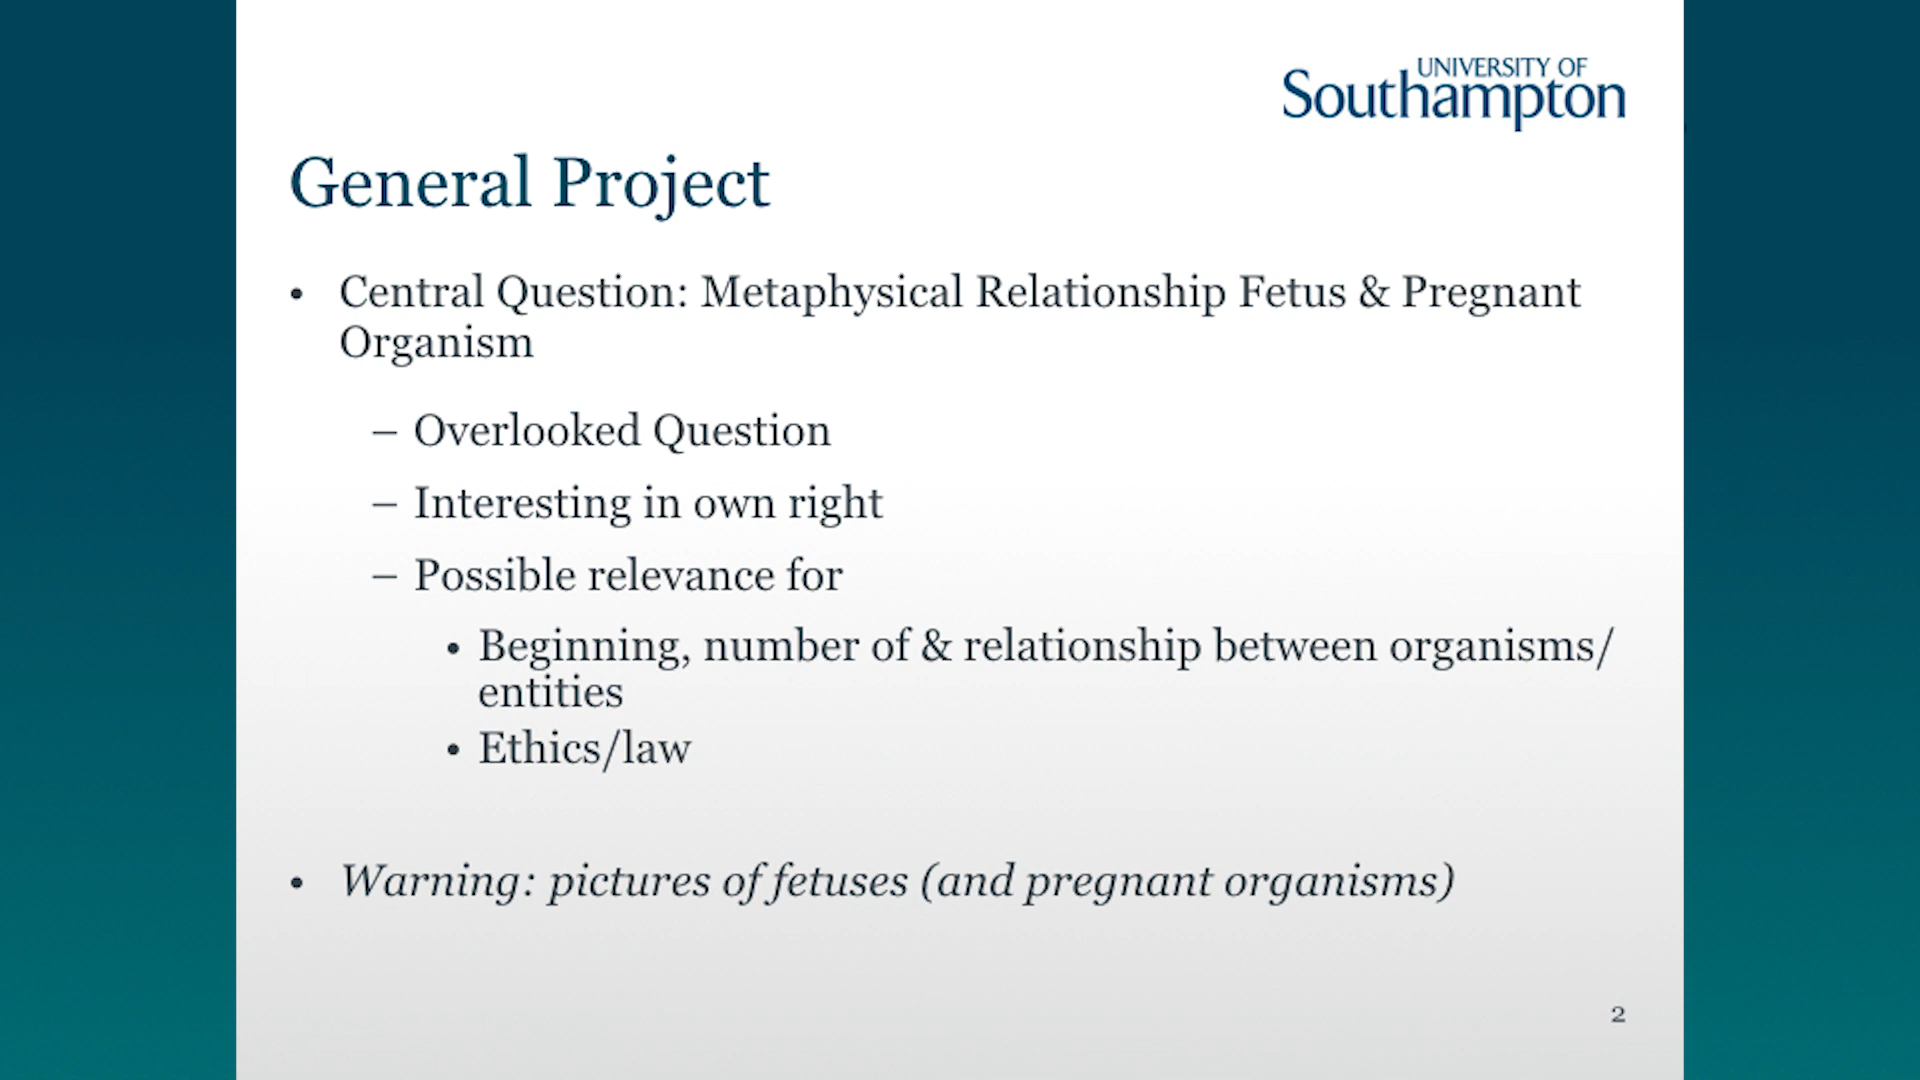 UNIVERSITY OF
Southampton
General Project
• Central Question: Metaphysical Relationship Fetus & Pregnant
Organism
– Overlooked Question
– Interesting in own right
– Possible relevance for
• Beginning, number of & relationship between organisms/
entities
• Ethics/law
• Warning: pictures of fetuses (and pregnant organisms)
2